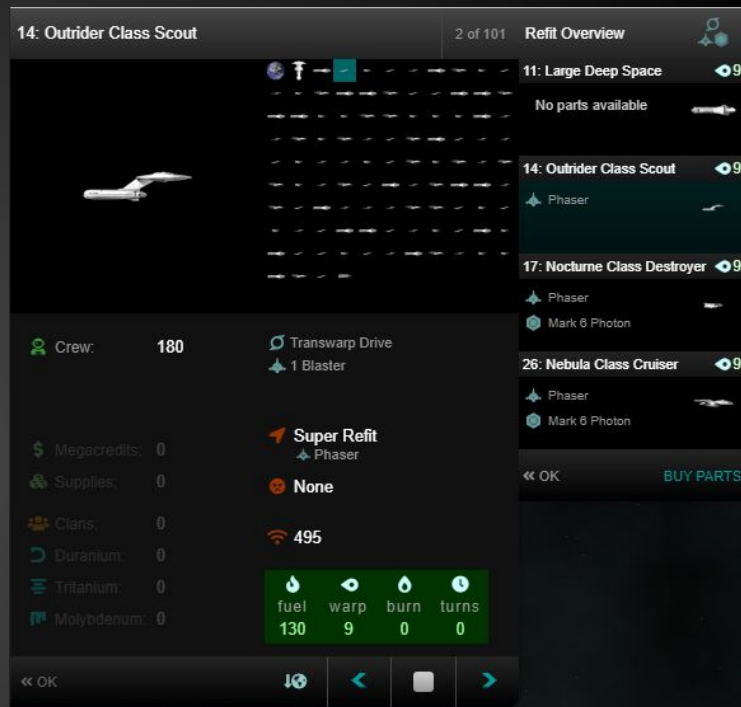 14: Outrider Class Scout
2 of 101
Crew: 180
Transwarp Drive
1 Blaster
Super Refit
Phaser
None
495
Megacredits: 0
Supplies: 0
Clans: 0
Duranium: 0
Tritanium: 0
Molybdenum: 0
fuel warp burn turns
130 9 0 0
« OK
Refit Overview
11: Large Deep Space 9
No parts available
14: Outrider Class Scout 9
Phaser
17: Nocturne Class Destroyer 9
Phaser
Mark 6 Photon
26: Nebula Class Cruiser 9
Phaser
Mark 6 Photon
« OK BUY PARTS